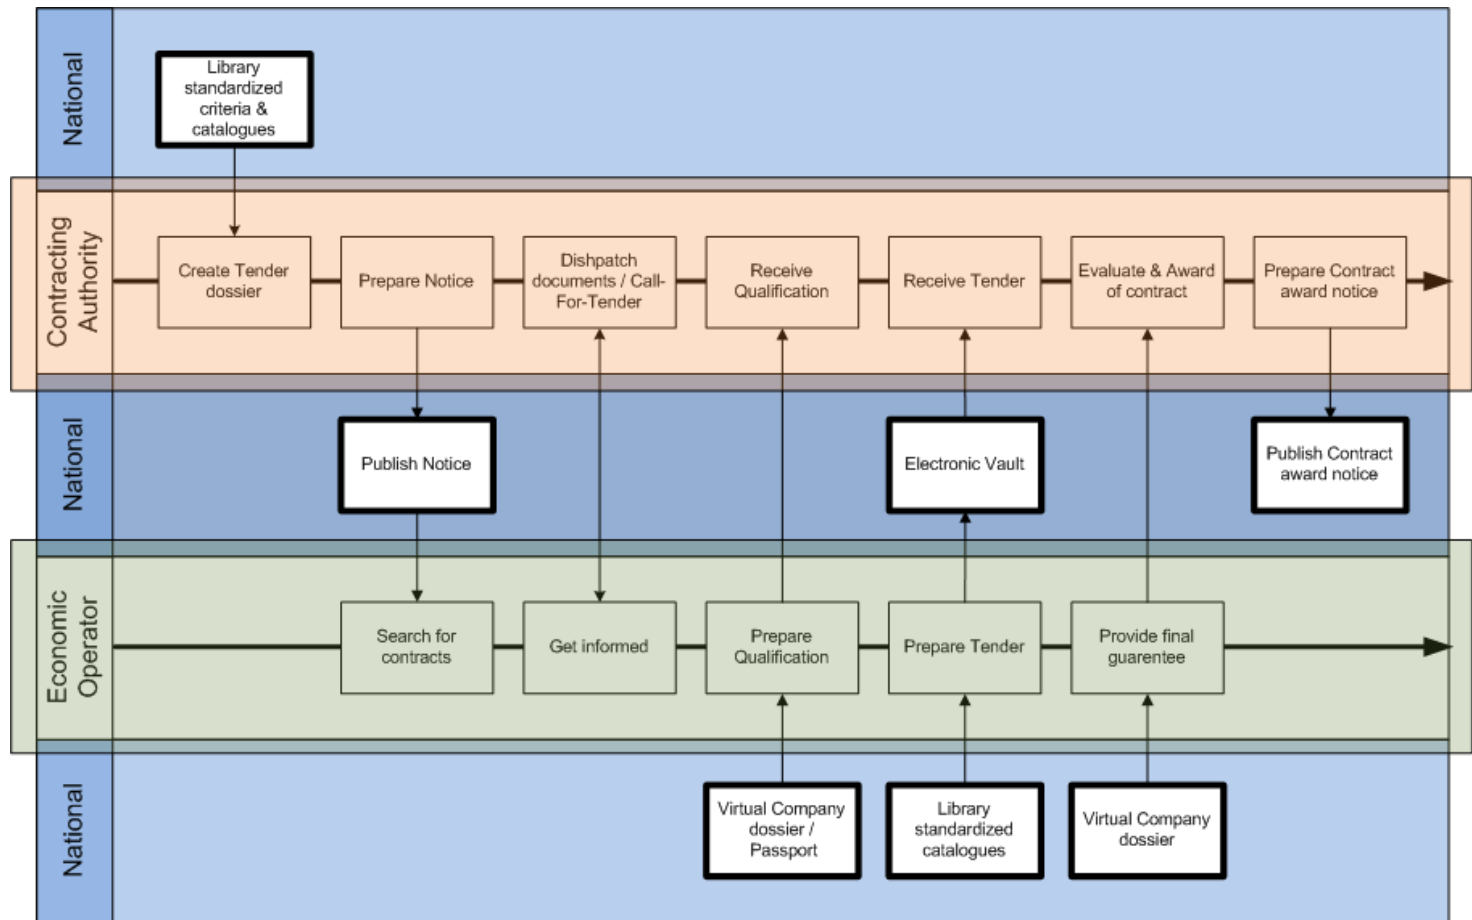 National
Library
standardized
criteria &
catalogues
Contracting
Authority
Create Tender
dossier
Prepare Notice
Dishpatch
documents / Call-
For-Tender
Receive
Qualification
Receive Tender
Evaluate & Award
of contract
Prepare Contract
award notice
National
Publish Notice
Electronic Vault
Publish Contract
award notice
Economic
Operator
Search for
contracts
Get informed
Prepare
Qualification
Prepare Tender
Provide final
guarentee
National
Virtual Company
dossier /
Passport
Library
standardized
catalogues
Virtual Company
dossier